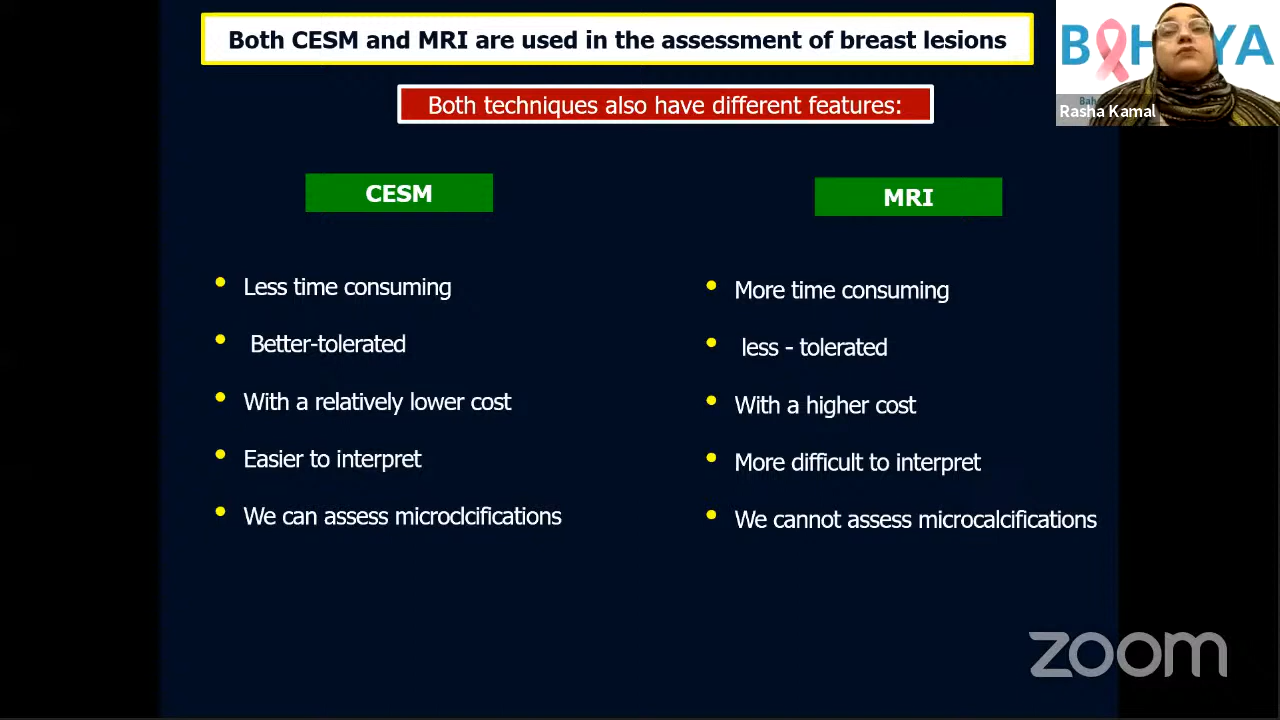 Both CESM and MRI are used in the assessment of breast lesions
Both techniques also have different features:
CESM
• Less time consuming
• Better-tolerated
• With a relatively lower cost
• Easier to interpret
• We can assess microclcifications
MRI
• More time consuming
• less - tolerated
• With a higher cost
• More difficult to interpret
• We cannot assess microcalcifications
Rasha Kamal
zoom